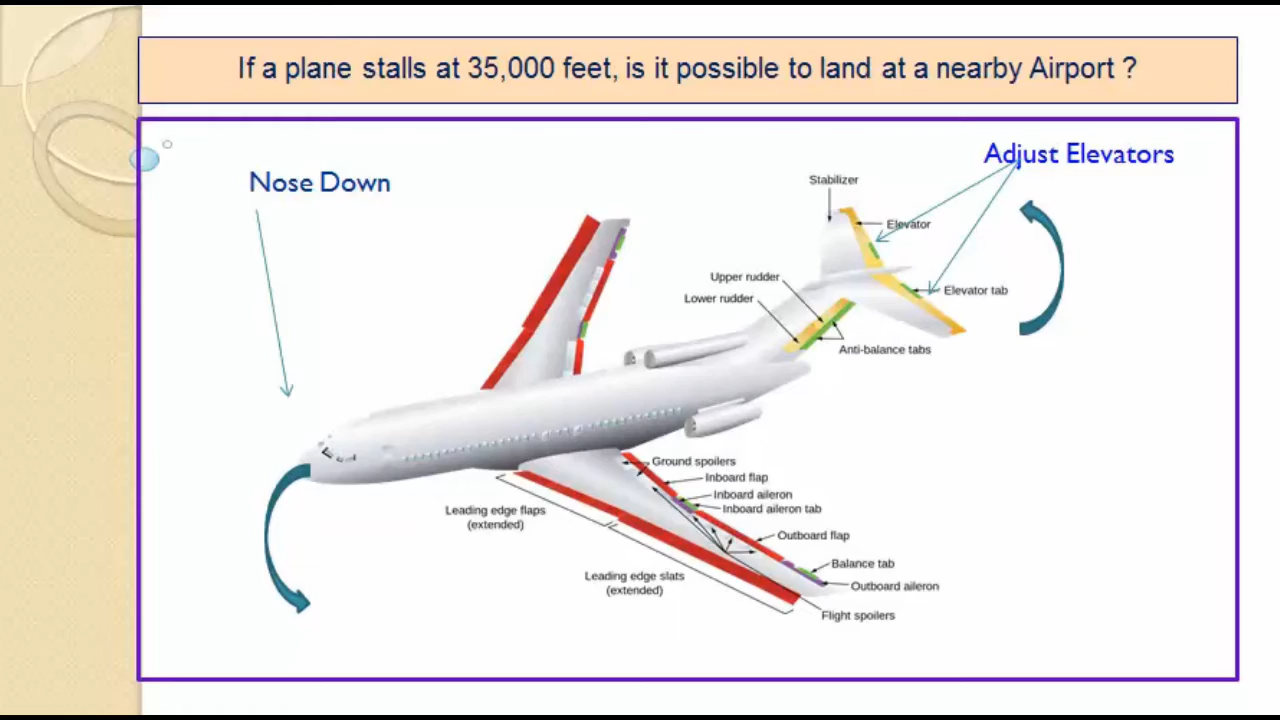 If a plane stalls at 35,000 feet, is it possible to land at a nearby Airport ?
Adjust Elevators
Nose Down
Stabilizer
Elevator
Upper rudder
Elevator tab
Lower rudder
Anti-balance tabs
Ground spoilers
Inboard flap
Inboard aileron
Inboard aileron tab
Leading edge flaps
(extended)
Outboard flap
Balance tab
Leading edge slats
(extended)
Outboard aileron
Flight spoilers